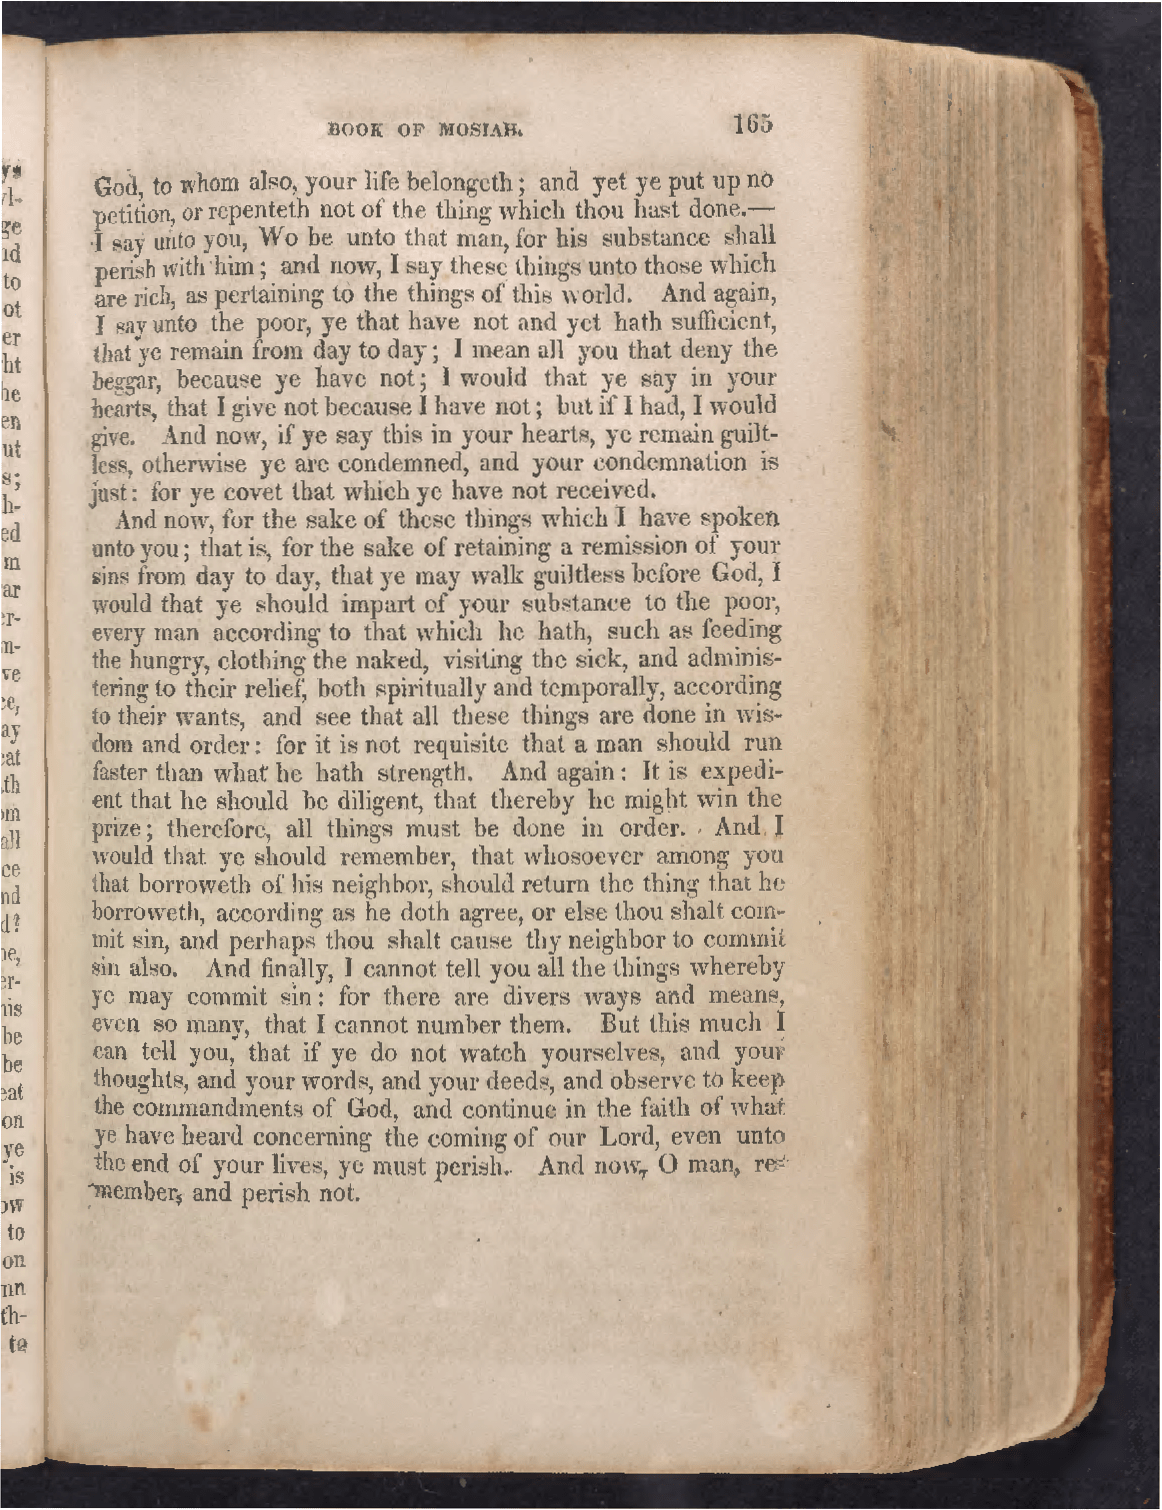 BOOK OF MOSIAH. 165
God, to whom also, your life belongeth; and yet ye put up no
petition, or repenteth not of the thing which thou hast done.—
I say unto you, Wo be unto that man, for his substance shall
perish with him; and now, I say these things unto those which
are rich, as pertaining to the things of this world. And again,
I say unto the poor, ye that have not and yet hath sufficient,
that ye remain from day to day; I mean all you that deny the
beggar, because ye have not; I would that ye say in your
hearts, that I give not because I have not; but if I had, I would
give. And now, if ye say this in your hearts, ye remain guilt-
less, otherwise ye are condemned, and your condemnation is
just: for ye covet that which ye have not received.
And now, for the sake of these things which I have spoken
unto you; that is, for the sake of retaining a remission of your
sins from day to day, that ye may walk guiltless before God, I
would that ye should impart of your substance to the poor,
every man according to that which he hath, such as feeding
the hungry, clothing the naked, visiting the sick, and adminis-
tering to their relief, both spiritually and temporally, according
to their wants, and see that all these things are done in wis-
dom and order: for it is not requisite that a man should run
faster than what he hath strength. And again: It is expedi-
ent that he should be diligent, that thereby he might win the
prize; therefore, all things must be done in order. And I
would that ye should remember, that whosoever among you
that borroweth of his neighbor, should return the thing that he
borroweth, according as he doth agree, or else thou shalt com-
mit sin, and perhaps thou shalt cause thy neighbor to commit
sin also. And finally, I cannot tell you all the things whereby
ye may commit sin: for there are divers ways and means,
even so many, that I cannot number them. But this much I
can tell you, that if ye do not watch yourselves, and your
thoughts, and your words, and your deeds, and observe to keep
the commandments of God, and continue in the faith of what
ye have heard concerning the coming of our Lord, even unto
the end of your lives, ye must perish. And now, O man, re-
member, and perish not.